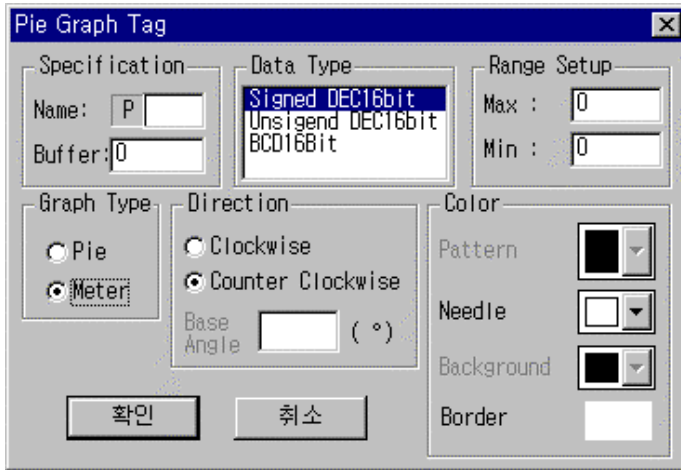 Pie Graph Tag
Specification
Name: P
Buffer: 0
Data Type
Signed DEC16bit
Unsigend DEC16bit
BCD16Bit
Range Setup
Max : 0
Min : 0
Graph Type
Pie
Meter
Direction
Clockwise
Counter Clockwise
Base
Angle
( °)
Color
Pattern
Needle
Background
Border
확인
취소